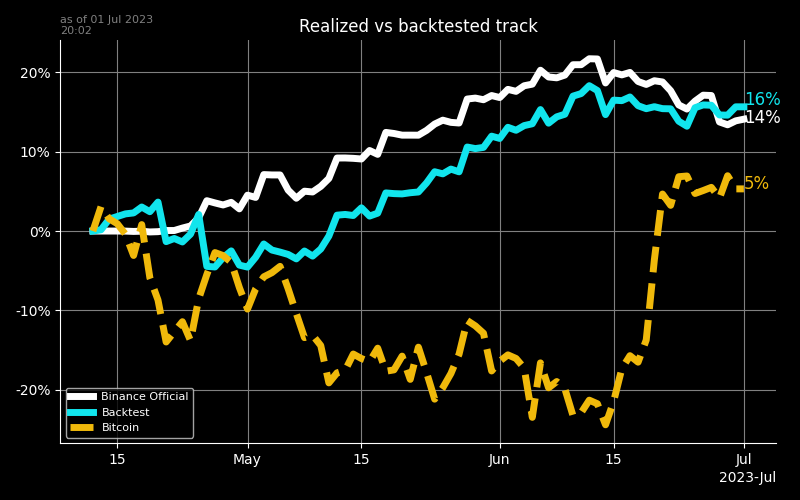 as of 01 Jul 2023
20:02
Realized vs backtested track
20%
10%
0%
-10%
-20%
16%
14%
5%
Binance Official
Backtest
Bitcoin
15
May
15
Jun
15
Jul
2023-Jul